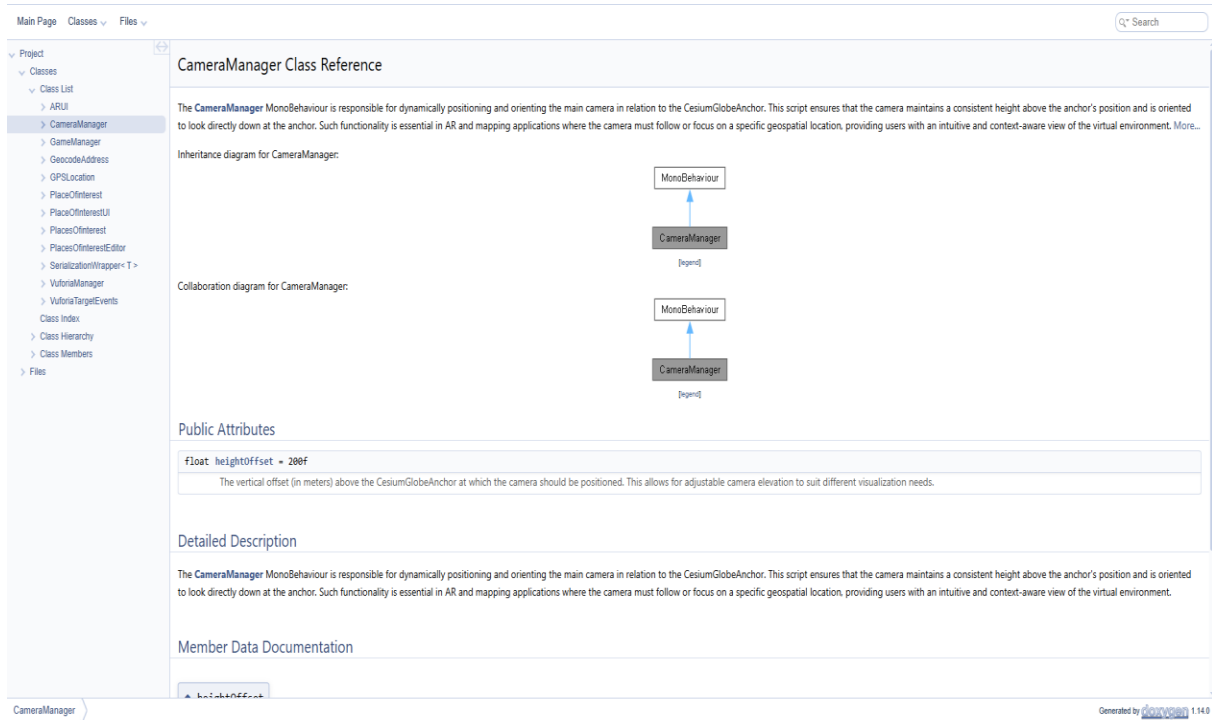 Main Page Classes Files Search
Project
Classes
Class List
ARUI
CameraManager
GameManager
GeocodeAddress
GPSLocation
PlaceOfInterest
PlaceOfInterestUI
PlacesOfInterest
PlacesOfInterestEditor
SerializationWrapper< T >
VuforiaManager
VuforiaTargetEvents
Class Index
Class Hierarchy
Class Members
Files
CameraManager Class Reference
The CameraManager MonoBehaviour is responsible for dynamically positioning and orienting the main camera in relation to the CesiumGlobeAnchor. This script ensures that the camera maintains a consistent height above the anchor's position and is oriented
to look directly down at the anchor. Such functionality is essential in AR and mapping applications where the camera must follow or focus on a specific geospatial location, providing users with an intuitive and context-aware view of the virtual environment. More...
Inheritance diagram for CameraManager:
MonoBehaviour
CameraManager
[legend]
Collaboration diagram for CameraManager:
MonoBehaviour
CameraManager
[legend]
Public Attributes
float heightOffset = 200f
The vertical offset (in meters) above the CesiumGlobeAnchor at which the camera should be positioned. This allows for adjustable camera elevation to suit different visualization needs.
Detailed Description
The CameraManager MonoBehaviour is responsible for dynamically positioning and orienting the main camera in relation to the CesiumGlobeAnchor. This script ensures that the camera maintains a consistent height above the anchor's position and is oriented
to look directly down at the anchor. Such functionality is essential in AR and mapping applications where the camera must follow or focus on a specific geospatial location, providing users with an intuitive and context-aware view of the virtual environment.
Member Data Documentation
heightOffset
CameraManager
Generated by doxygen 1.14.0